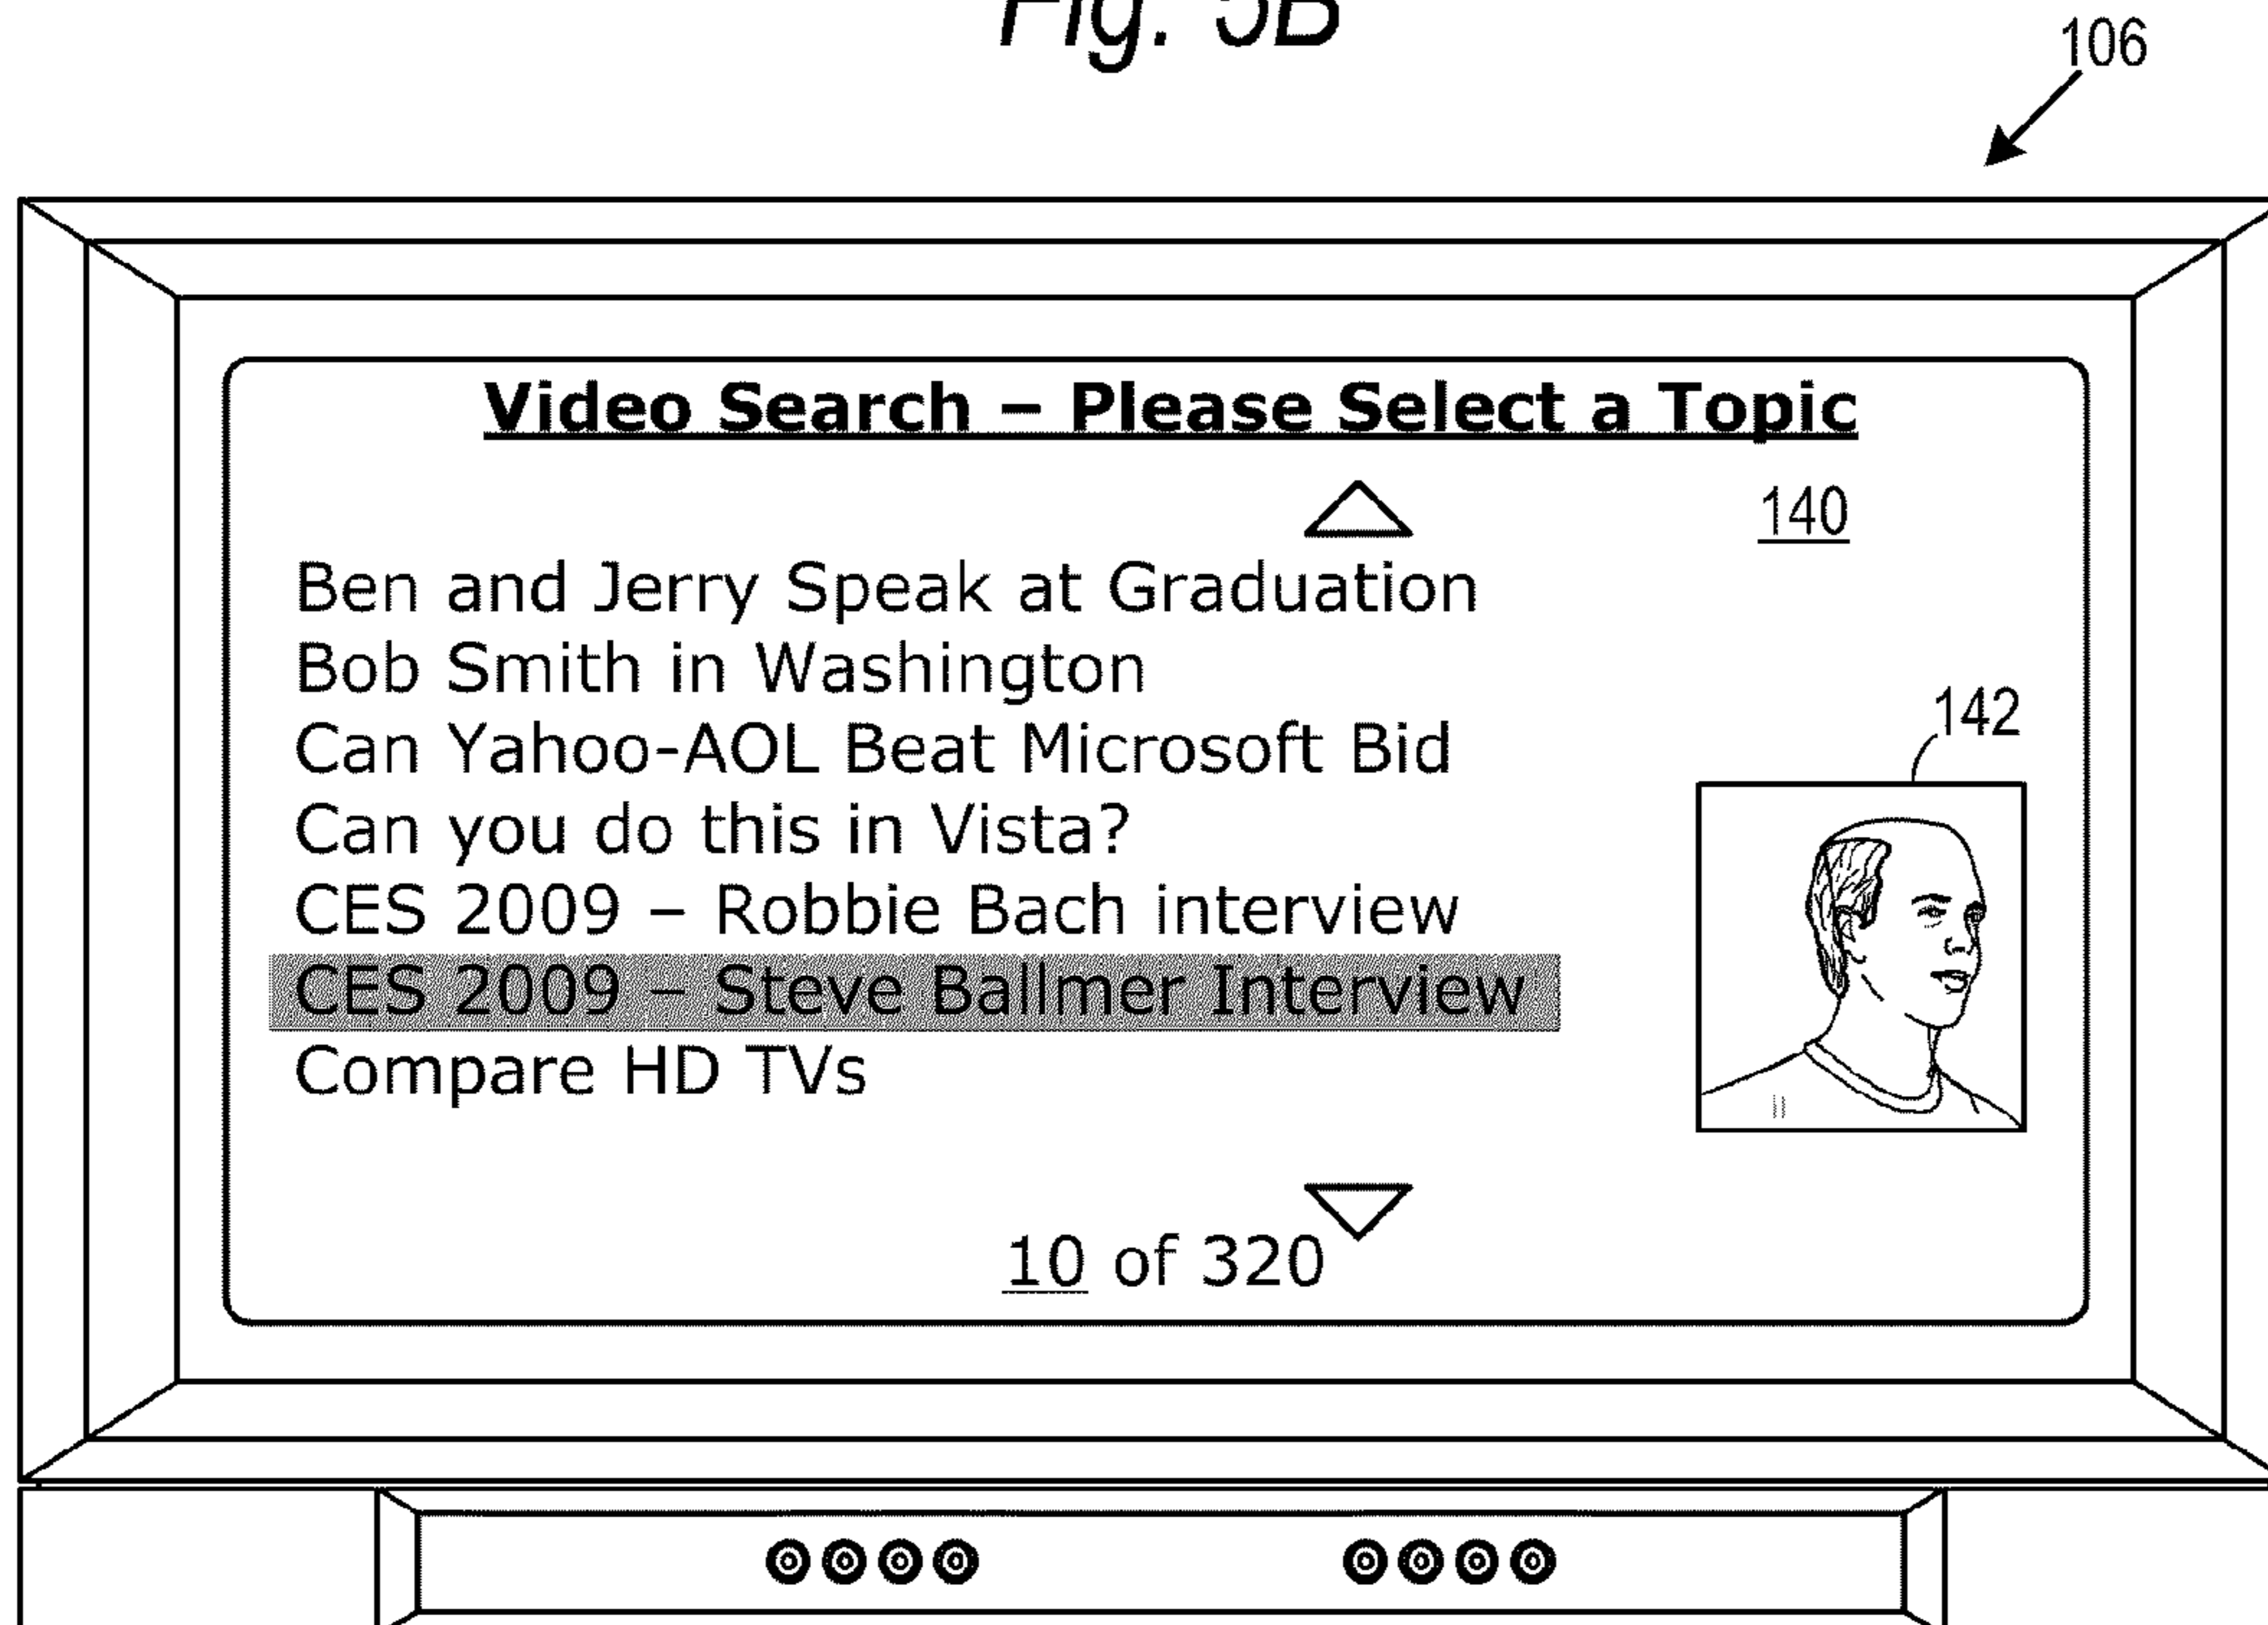 Fig. 5B
106
Video Search – Please Select a Topic
140
Ben and Jerry Speak at Graduation
Bob Smith in Washington
Can Yahoo-AOL Beat Microsoft Bid
142
Can you do this in Vista?
CES 2009 – Robbie Bach interview
CES 2009 – Steve Ballmer Interview
Compare HD TVs
10 of 320